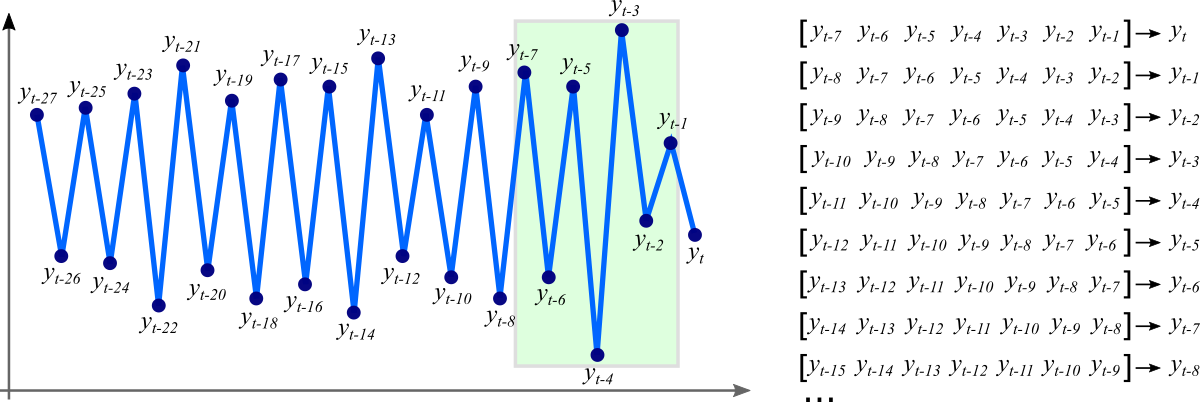 y_{t-27} y_{t-25} y_{t-23} y_{t-21} y_{t-19} y_{t-17} y_{t-15} y_{t-13} y_{t-11} y_{t-9} y_{t-7} y_{t-5} y_{t-3} y_{t-1}
y_{t-26} y_{t-24} y_{t-22} y_{t-20} y_{t-18} y_{t-16} y_{t-14} y_{t-12} y_{t-10} y_{t-8} y_{t-6} y_{t-4} y_{t-2} y_t
[y_{t-7} y_{t-6} y_{t-5} y_{t-4} y_{t-3} y_{t-2} y_{t-1}] → y_t
[y_{t-8} y_{t-7} y_{t-6} y_{t-5} y_{t-4} y_{t-3} y_{t-2}] → y_{t-1}
[y_{t-9} y_{t-8} y_{t-7} y_{t-6} y_{t-5} y_{t-4} y_{t-3}] → y_{t-2}
[y_{t-10} y_{t-9} y_{t-8} y_{t-7} y_{t-6} y_{t-5} y_{t-4}] → y_{t-3}
[y_{t-11} y_{t-10} y_{t-9} y_{t-8} y_{t-7} y_{t-6} y_{t-5}] → y_{t-4}
[y_{t-12} y_{t-11} y_{t-10} y_{t-9} y_{t-8} y_{t-7} y_{t-6}] → y_{t-5}
[y_{t-13} y_{t-12} y_{t-11} y_{t-10} y_{t-9} y_{t-8} y_{t-7}] → y_{t-6}
[y_{t-14} y_{t-13} y_{t-12} y_{t-11} y_{t-10} y_{t-9} y_{t-8}] → y_{t-7}
[y_{t-15} y_{t-14} y_{t-13} y_{t-12} y_{t-11} y_{t-10} y_{t-9}] → y_{t-8}
...